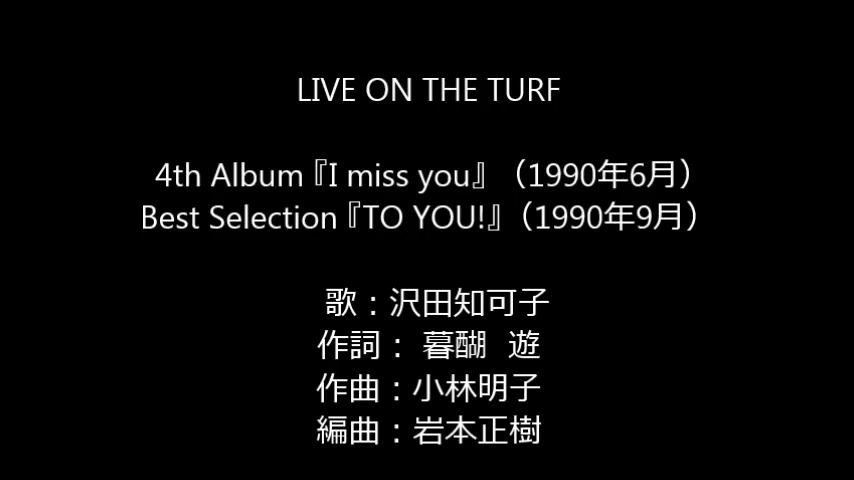 LIVE ON THE TURF
4th Album『I miss you』（1990年6月）
Best Selection『TO YOU!』（1990年9月）
歌：沢田知可子
作詞： 暮醐　遊
作曲：小林明子
編曲：岩本正樹